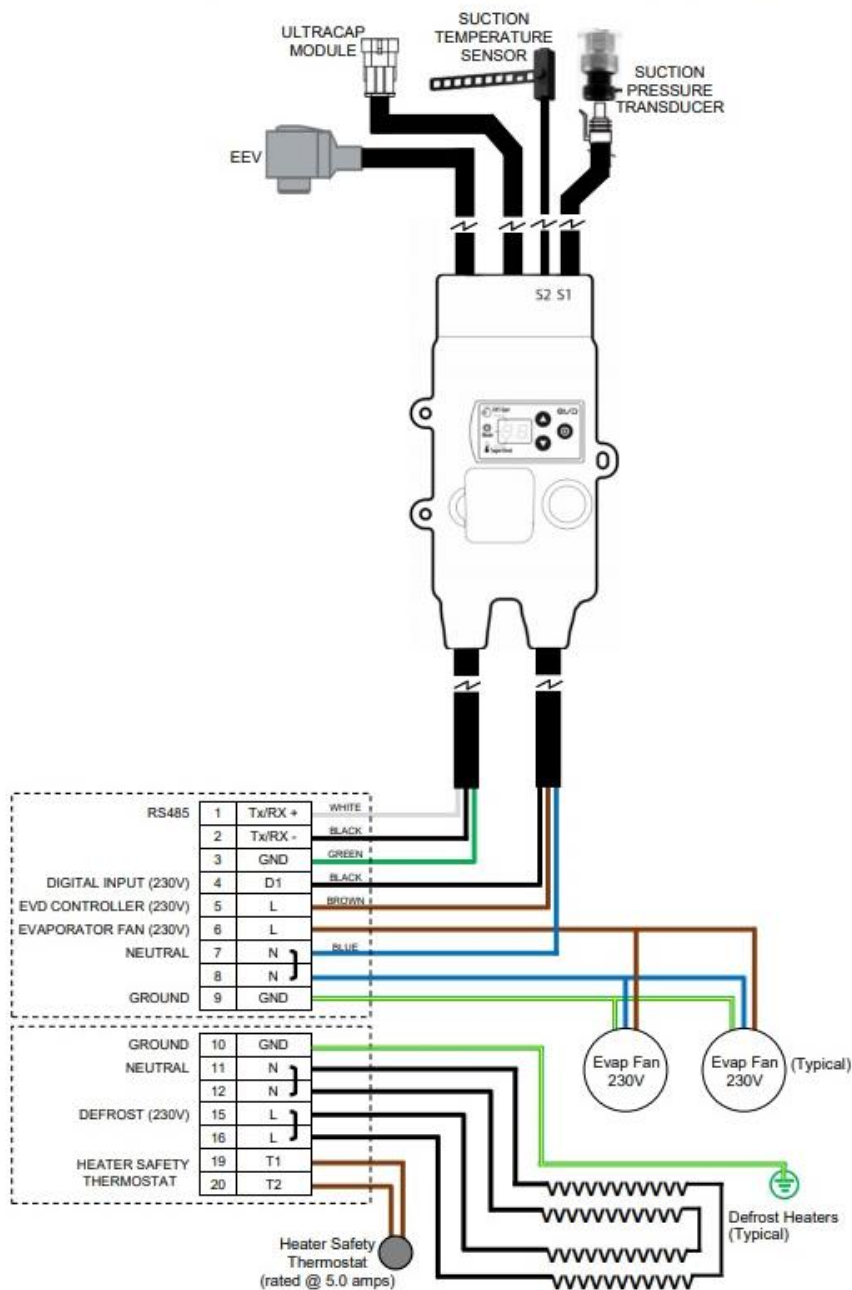 ULTRACAP
MODULE
SUCTION
TEMPERATURE
SENSOR
SUCTION
PRESSURE
TRANSDUCER
EEV
S2 S1
evd
RS485 1 Tx/RX + WHITE
2 Tx/RX - BLACK
3 GND GREEN
DIGITAL INPUT (230V) 4 D1 BLACK
EVD CONTROLLER (230V) 5 L BROWN
EVAPORATOR FAN (230V) 6 L
NEUTRAL 7 N BLUE
8 N
GROUND 9 GND
Evap Fan
230V
Evap Fan
230V
(Typical)
GROUND 10 GND
NEUTRAL 11 N
12 N
DEFROST (230V) 15 L
16 L
HEATER SAFETY
THERMOSTAT
19 T1
20 T2
Heater Safety
Thermostat
(rated @ 5.0 amps)
Defrost Heaters
(Typical)